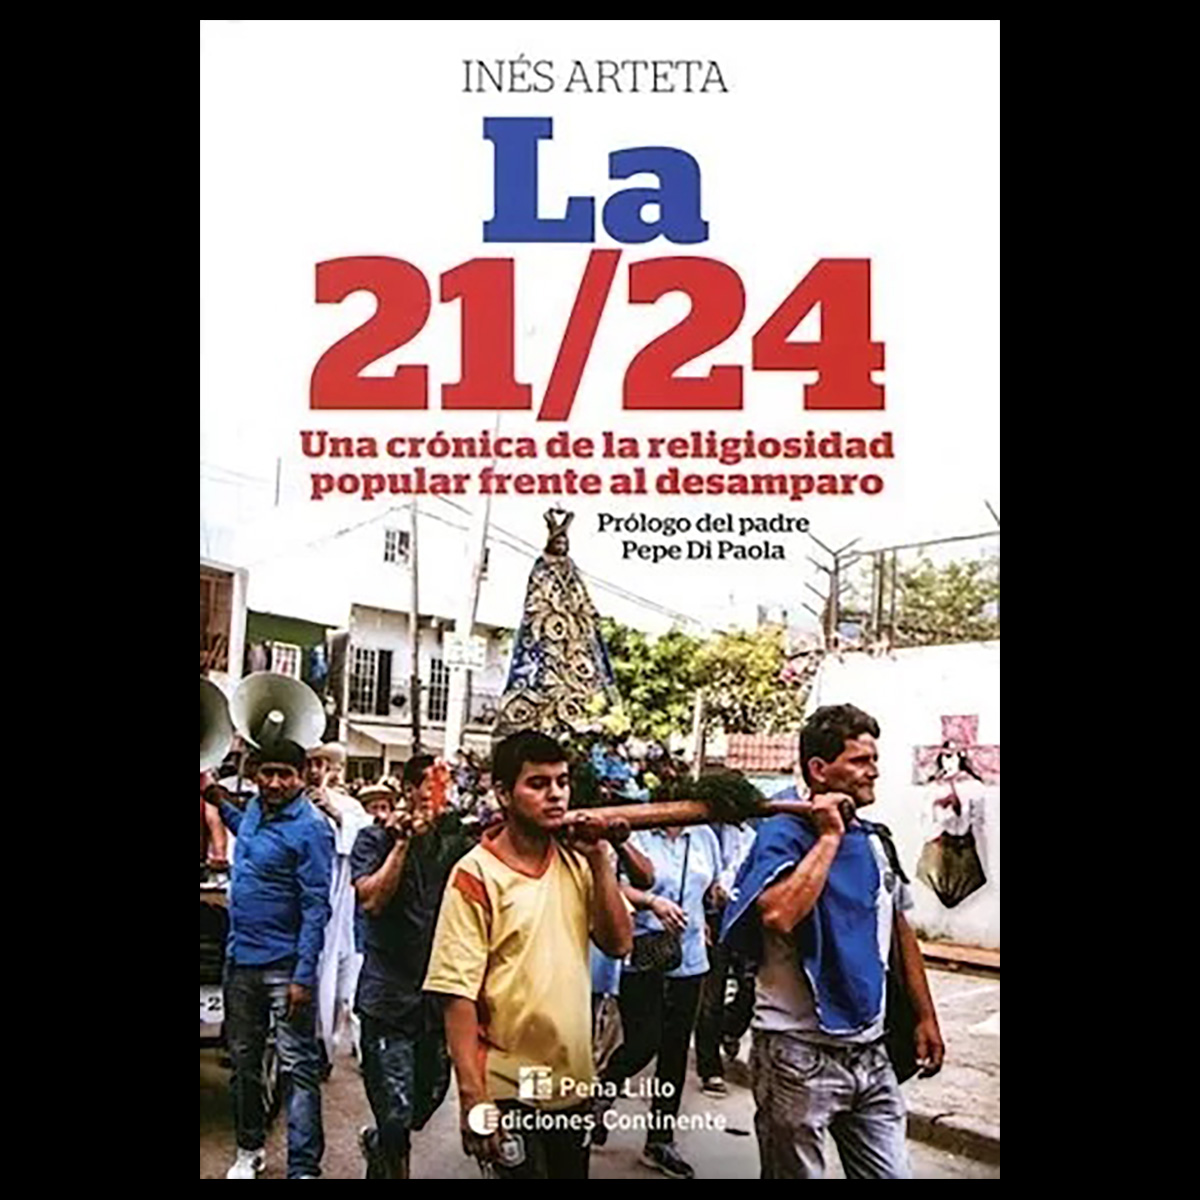 INÉS ARTETA
La
21/24
Una crónica de la religiosidad
popular frente al desamparo
Prólogo del padre
Pepe Di Paola
-2
Peña Lillo
Ediciones Continente